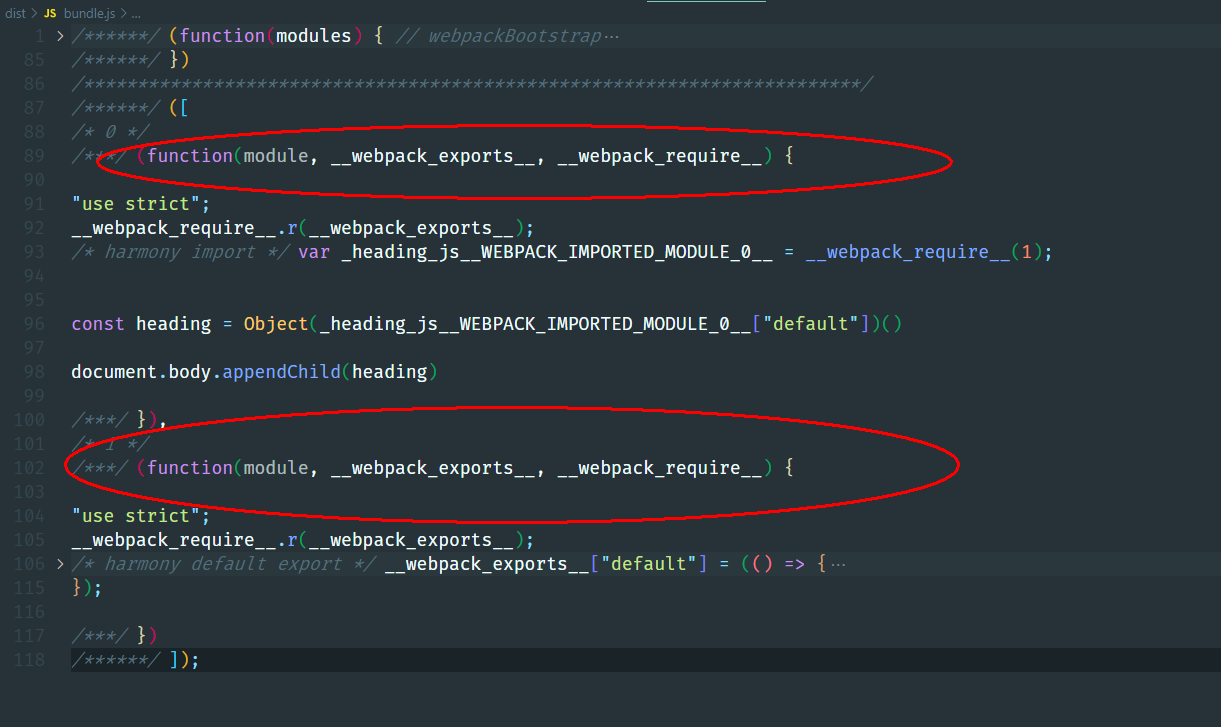 dist > JS bundle.js > ...
1 > /******/ (function(modules) { // webpackBootstrap···
85 /******/ })
86 /************************************************************************/
87 /******/ ([
88 /* 0 */
89 /***/ (function(module, __webpack_exports__, __webpack_require__) {
90
91 "use strict";
92 __webpack_require__.r(__webpack_exports__);
93 /* harmony import */ var _heading_js__WEBPACK_IMPORTED_MODULE_0__ = __webpack_require__(1);
94
95
96 const heading = Object(_heading_js__WEBPACK_IMPORTED_MODULE_0__["default"])()
97
98 document.body.appendChild(heading)
99
100 /***/ }),
101 /* 1 */
102 /***/ (function(module, __webpack_exports__, __webpack_require__) {
103
104 "use strict";
105 __webpack_require__.r(__webpack_exports__);
106 > /* harmony default export */ __webpack_exports__["default"] = (() => {···
115 });
116
117 /***/ })
118 /******/ ]);